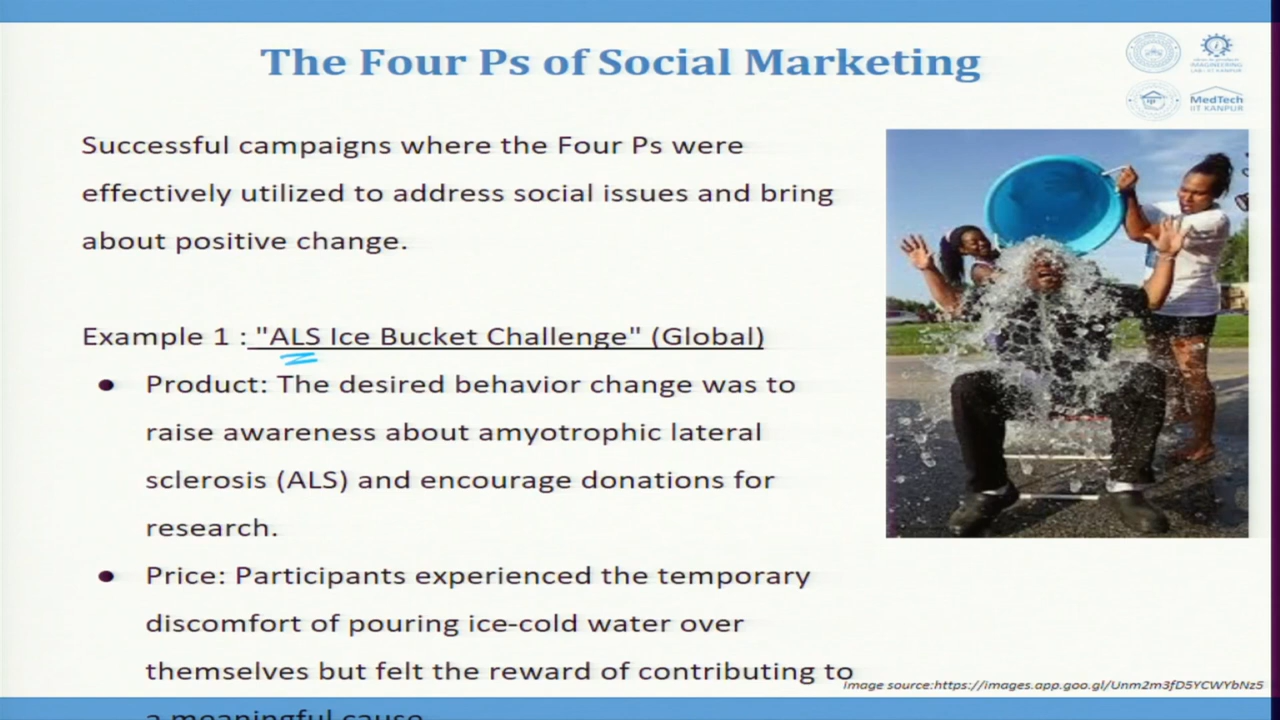 The Four Ps of Social Marketing
MedTech
IIT KANPUR
Successful campaigns where the Four Ps were
effectively utilized to address social issues and bring
about positive change.
Example 1 : "ALS Ice Bucket Challenge" (Global)
● Product: The desired behavior change was to
raise awareness about amyotrophic lateral
sclerosis (ALS) and encourage donations for
research.
● Price: Participants experienced the temporary
discomfort of pouring ice-cold water over
themselves but felt the reward of contributing to
a meaningful cause.
Image source:https://images.app.goo.gl/Unm2m3fD5YCWYbNz5